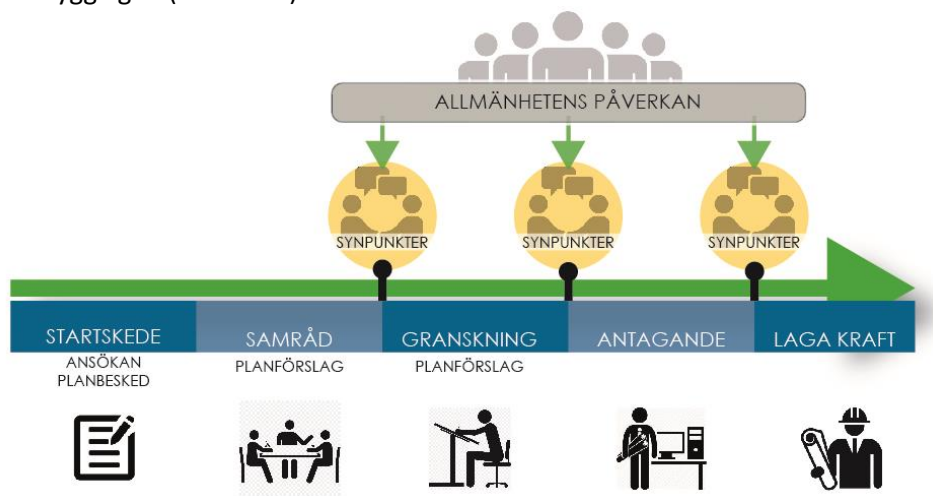 ALLMÄNHETENS PÅVERKAN
SYNPUNKTER
SYNPUNKTER
SYNPUNKTER
STARTSKEDE
SAMRÅD
GRANSKNING
ANTAGANDE
LAGA KRAFT
ANSÖKAN
PLANBESKED
PLANFÖRSLAG
PLANFÖRSLAG